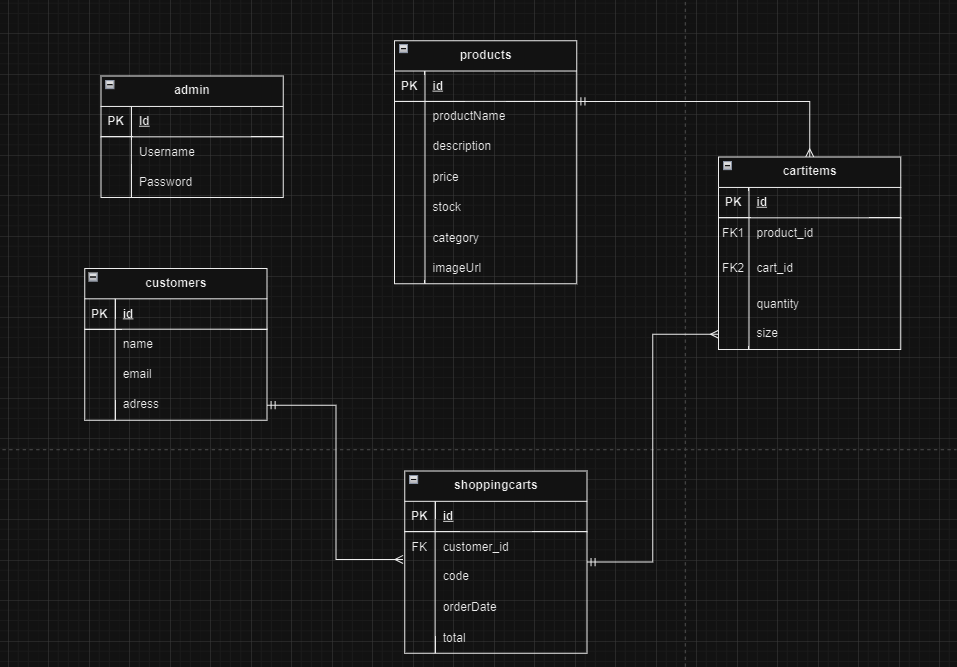 admin
PK Id
Username
Password
products
PK id
productName
description
price
stock
category
imageUrl
cartitems
PK id
FK1 product_id
FK2 cart_id
quantity
size
customers
PK id
name
email
adress
shoppingcarts
PK id
FK customer_id
code
orderDate
total